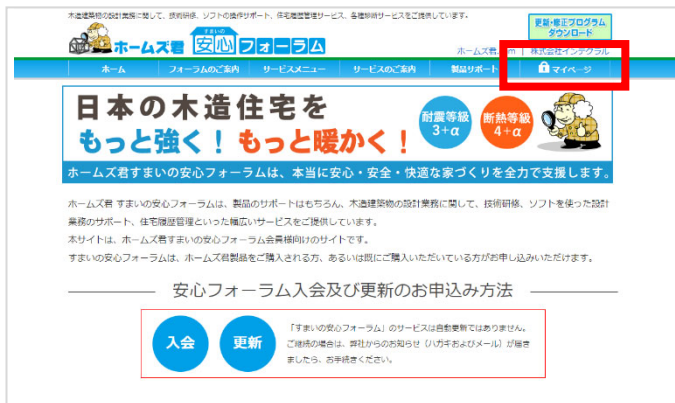 木造建築物の設計業務に関して、技術研修、ソフトの操作サポート、住宅履歴管理サービス、各種診断サービスをご提供しています。
更新・修正プログラム
ダウンロード
すまいの
ホームズ君 安心フォーラム
ホームズ君.com | 株式会社インテグラル
ホーム フォーラムのご案内 サービスメニュー サービスのご案内 製品サポート マイページ
日本の木造住宅を
もっと強く！もっと暖かく！
耐震等級
3+α
断熱等級
4+α
ホームズ君すまいの安心フォーラムは、本当に安心・安全・快適な家づくりを全力で支援します。
ホームズ君 すまいの安心フォーラムは、製品のサポートはもちろん、木造建築物の設計業務に関して、技術研修、ソフトを使った設計
業務のサポート、住宅履歴管理といった幅広いサービスをご提供しています。
本サイトは、ホームズ君すまいの安心フォーラム会員様向けのサイトです。
すまいの安心フォーラムは、ホームズ君製品をご購入される方、あるいは既にご購入いただいている方がお申し込みいただけます。
安心フォーラム入会及び更新のお申込み方法
入会 更新
「すまいの安心フォーラム」のサービスは自動更新ではありません。
ご継続の場合は、弊社からのお知らせ（ハガキおよびメール）が届き
ましたら、お手続きください。